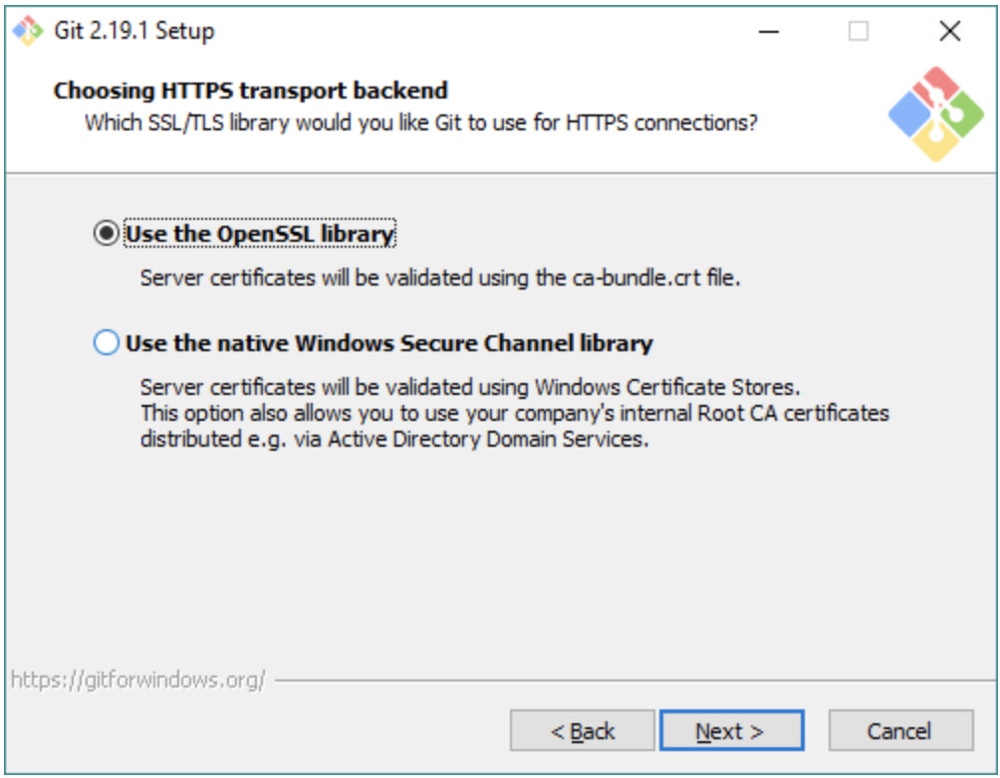 Git 2.19.1 Setup
Choosing HTTPS transport backend
Which SSL/TLS library would you like Git to use for HTTPS connections?
Use the OpenSSL library
Server certificates will be validated using the ca-bundle.crt file.
Use the native Windows Secure Channel library
Server certificates will be validated using Windows Certificate Stores.
This option also allows you to use your company's internal Root CA certificates
distributed e.g. via Active Directory Domain Services.
https://gitforwindows.org/
< Back
Next >
Cancel